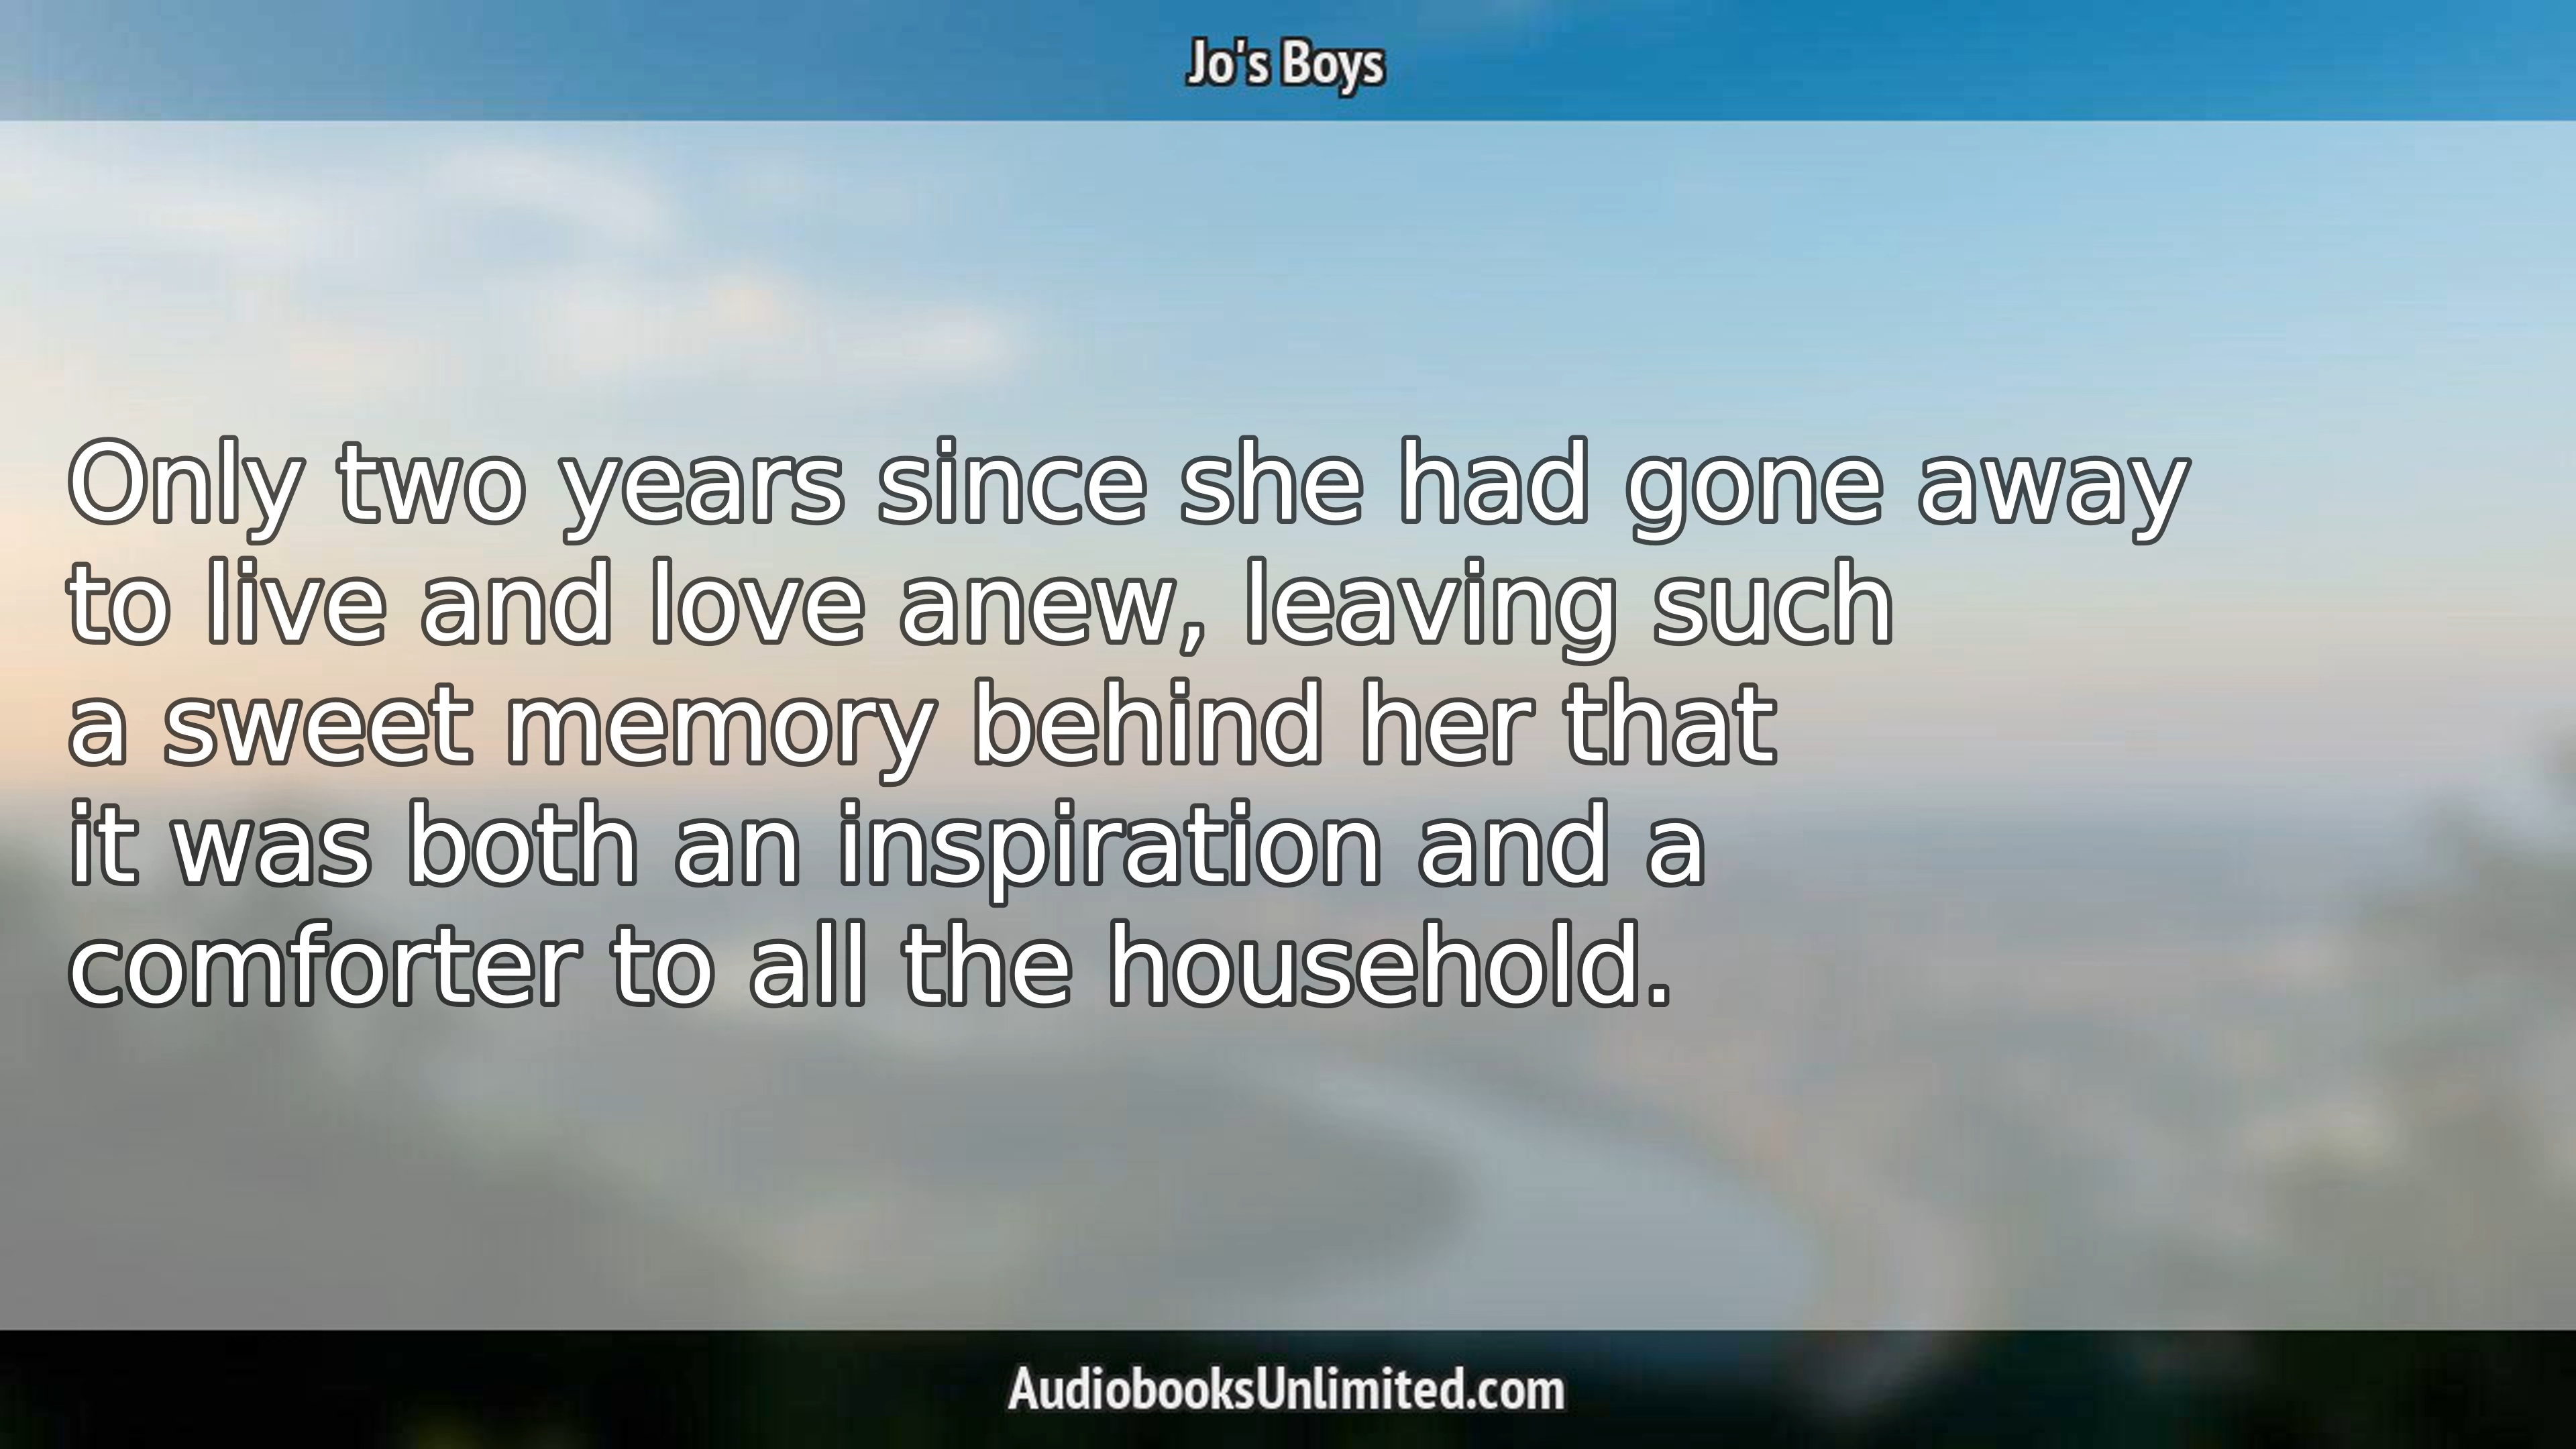 Jo's Boys
Only two years since she had gone away
to live and love anew, leaving such
a sweet memory behind her that
it was both an inspiration and a
comforter to all the household.
AudiobooksUnlimited.com